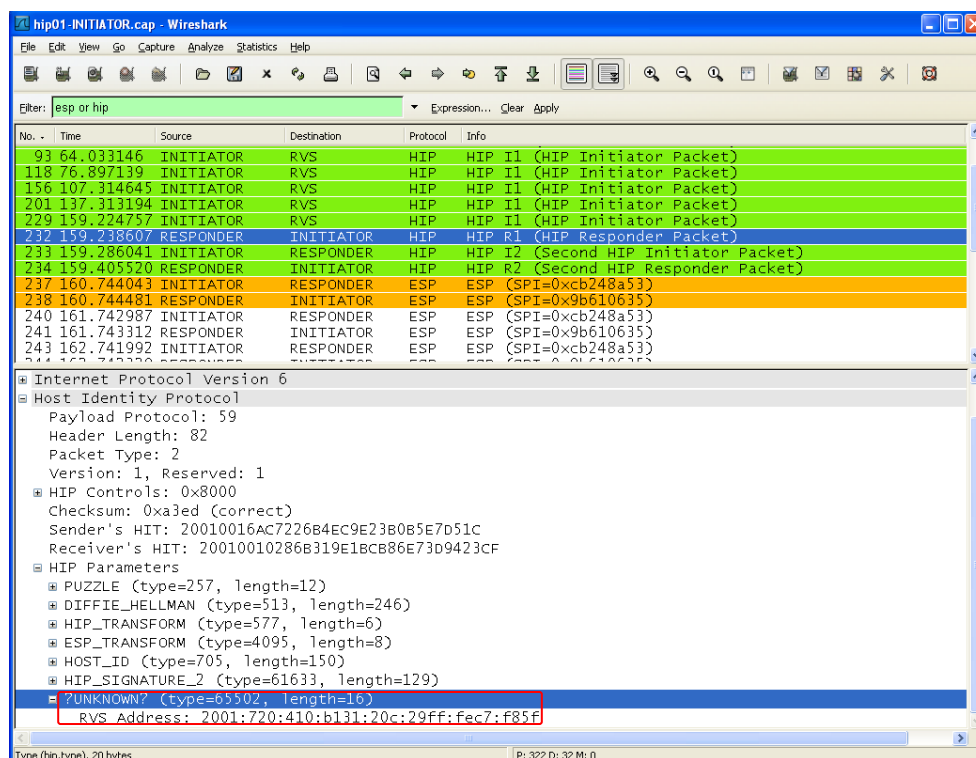 hip01-INITIATOR.cap - Wireshark
File Edit View Go Capture Analyze Statistics Help
Filter: esp or hip Expression... Clear Apply
No. . Time Source Destination Protocol Info
93 64.033146 INITIATOR RVS HIP HIP I1 (HIP Initiator Packet)
118 76.897139 INITIATOR RVS HIP HIP I1 (HIP Initiator Packet)
156 107.314645 INITIATOR RVS HIP HIP I1 (HIP Initiator Packet)
201 137.313194 INITIATOR RVS HIP HIP I1 (HIP Initiator Packet)
229 159.224757 INITIATOR RVS HIP HIP I1 (HIP Initiator Packet)
232 159.238607 RESPONDER INITIATOR HIP HIP R1 (HIP Responder Packet)
233 159.286041 INITIATOR RESPONDER HIP HIP I2 (Second HIP Initiator Packet)
234 159.405520 RESPONDER INITIATOR HIP HIP R2 (Second HIP Responder Packet)
237 160.744043 INITIATOR RESPONDER ESP ESP (SPI=0xcb248a53)
238 160.744481 RESPONDER INITIATOR ESP ESP (SPI=0x9b610635)
240 161.742987 INITIATOR RESPONDER ESP ESP (SPI=0xcb248a53)
241 161.743312 RESPONDER INITIATOR ESP ESP (SPI=0x9b610635)
243 162.741992 INITIATOR RESPONDER ESP ESP (SPI=0xcb248a53)
Internet Protocol Version 6
Host Identity Protocol
Payload Protocol: 59
Header Length: 82
Packet Type: 2
Version: 1, Reserved: 1
HIP Controls: 0x8000
Checksum: 0xa3ed (correct)
Sender's HIT: 20010016AC7226B4EC9E23B0B5E7D51C
Receiver's HIT: 20010010286B319E1BCB86E73D9423CF
HIP Parameters
PUZZLE (type=257, length=12)
DIFFIE_HELLMAN (type=513, length=246)
HIP_TRANSFORM (type=577, length=6)
ESP_TRANSFORM (type=4095, length=8)
HOST_ID (type=705, length=150)
HIP_SIGNATURE_2 (type=61633, length=129)
?UNKNOWN? (type=65502, length=16)
RVS Address: 2001:720:410:b131:20c:29ff:fec7:f85f
Type (hip.type), 20 bytes P: 322 D: 32 M: 0